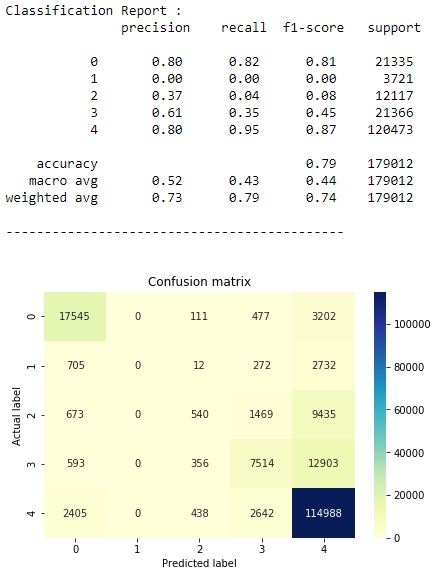 Classification Report :
precision recall f1-score support
0 0.80 0.82 0.81 21335
1 0.00 0.00 0.00 3721
2 0.37 0.04 0.08 12117
3 0.61 0.35 0.45 21366
4 0.80 0.95 0.87 120473
accuracy 0.79 179012
macro avg 0.52 0.43 0.44 179012
weighted avg 0.73 0.79 0.74 179012
--------------------------------------------
Confusion matrix
0 17545 0 111 477 3202
1 705 0 12 272 2732
2 673 0 540 1469 9435
3 593 0 356 7514 12903
4 2405 0 438 2642 114988
0 1 2 3 4
Predicted label
Actual label
100000
80000
60000
40000
20000
0